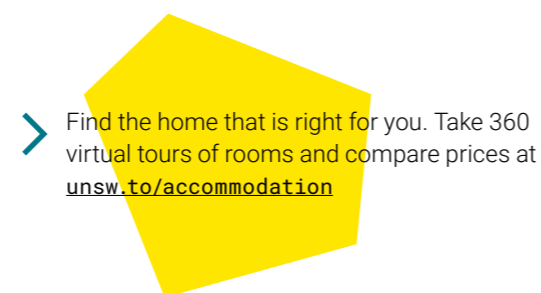 Find the home that is right for you. Take 360
virtual tours of rooms and compare prices at
unsw.to/accommodation